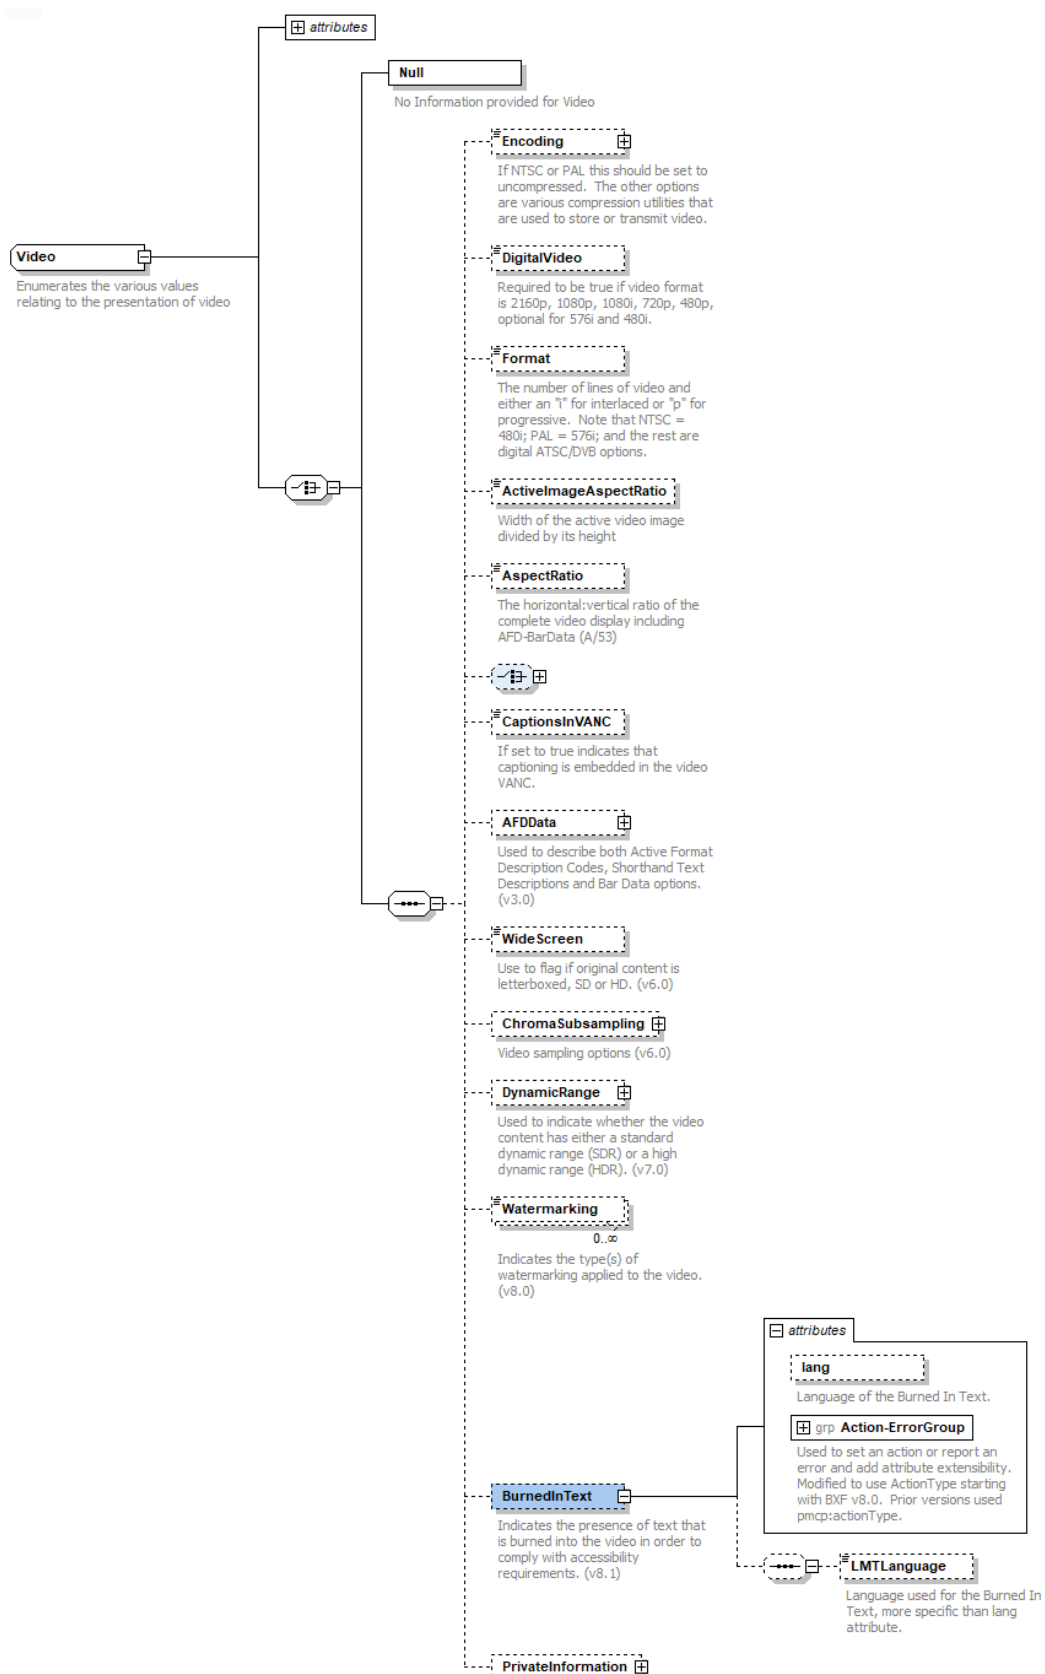 attributes
Null
No Information provided for Video
Encoding
If NTSC or PAL this should be set to
uncompressed.  The other options
are various compression utilities that
are used to store or transmit video.
Video
Enumerates the various values
relating to the presentation of video
DigitalVideo
Required to be true if video format
is 2160p, 1080p, 1080i, 720p, 480p,
optional for 576i and 480i.
Format
The number of lines of video and
either an "i" for interlaced or "p" for
progressive.  Note that NTSC =
480i; PAL = 576i; and the rest are
digital ATSC/DVB options.
ActiveImageAspectRatio
Width of the active video image
divided by its height
AspectRatio
The horizontal:vertical ratio of the
complete video display including
AFD-BarData (A/53)
CaptionsInVANC
If set to true indicates that
captioning is embedded in the video
VANC.
AFDData
Used to describe both Active Format
Description Codes, Shorthand Text
Descriptions and Bar Data options.
(v3.0)
WideScreen
Use to flag if original content is
letterboxed, SD or HD. (v6.0)
ChromaSubsampling
Video sampling options (v6.0)
DynamicRange
Used to indicate whether the video
content has either a standard
dynamic range (SDR) or a high
dynamic range (HDR). (v7.0)
Watermarking
0..∞
Indicates the type(s) of
watermarking applied to the video.
(v8.0)
attributes
lang
Language of the Burned In Text.
grp Action-ErrorGroup
Used to set an action or report an
error and add attribute extensibility.
Modified to use ActionType starting
with BXF v8.0.  Prior versions used
pmcp:actionType.
BurnedInText
Indicates the presence of text that
is burned into the video in order to
comply with accessibility
requirements. (v8.1)
LMTLanguage
Language used for the Burned In
Text, more specific than lang
attribute.
PrivateInformation